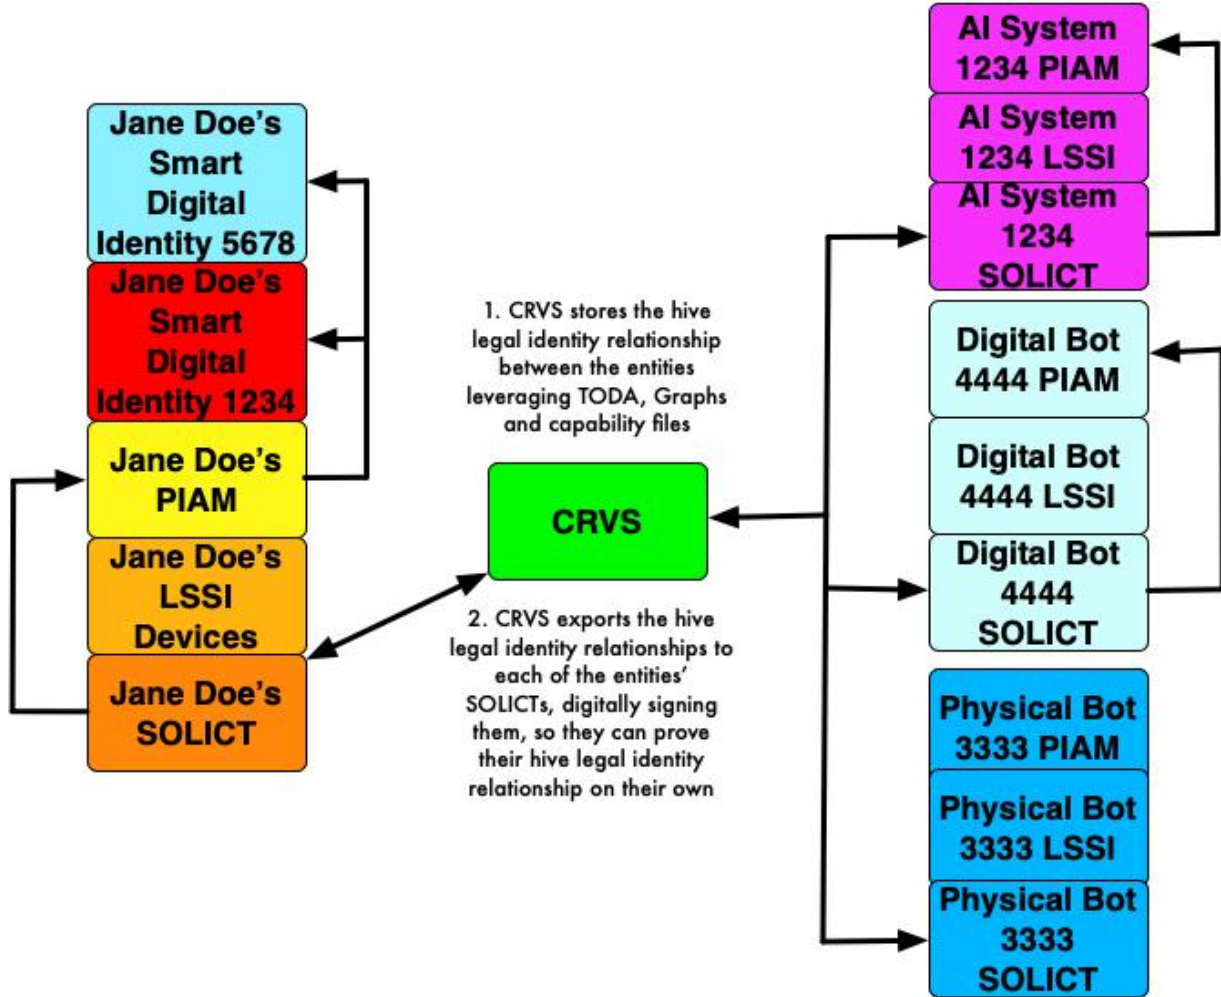 Jane Doe's
Smart
Digital
Identity 5678
Jane Doe's
Smart
Digital
Identity 1234
Jane Doe's
PIAM
Jane Doe's
LSSI
Devices
Jane Doe's
SOLICT
1. CRVS stores the hive
legal identity relationship
between the entities
leveraging TODA, Graphs
and capability files
CRVS
2. CRVS exports the hive
legal identity relationships to
each of the entities'
SOLICTs, digitally signing
them, so they can prove
their hive legal identity
relationship on their own
AI System
1234 PIAM
AI System
1234 LSSI
AI System
1234
SOLICT
Digital Bot
4444 PIAM
Digital Bot
4444 LSSI
Digital Bot
4444
SOLICT
Physical Bot
3333 PIAM
Physical Bot
3333 LSSI
Physical Bot
3333
SOLICT